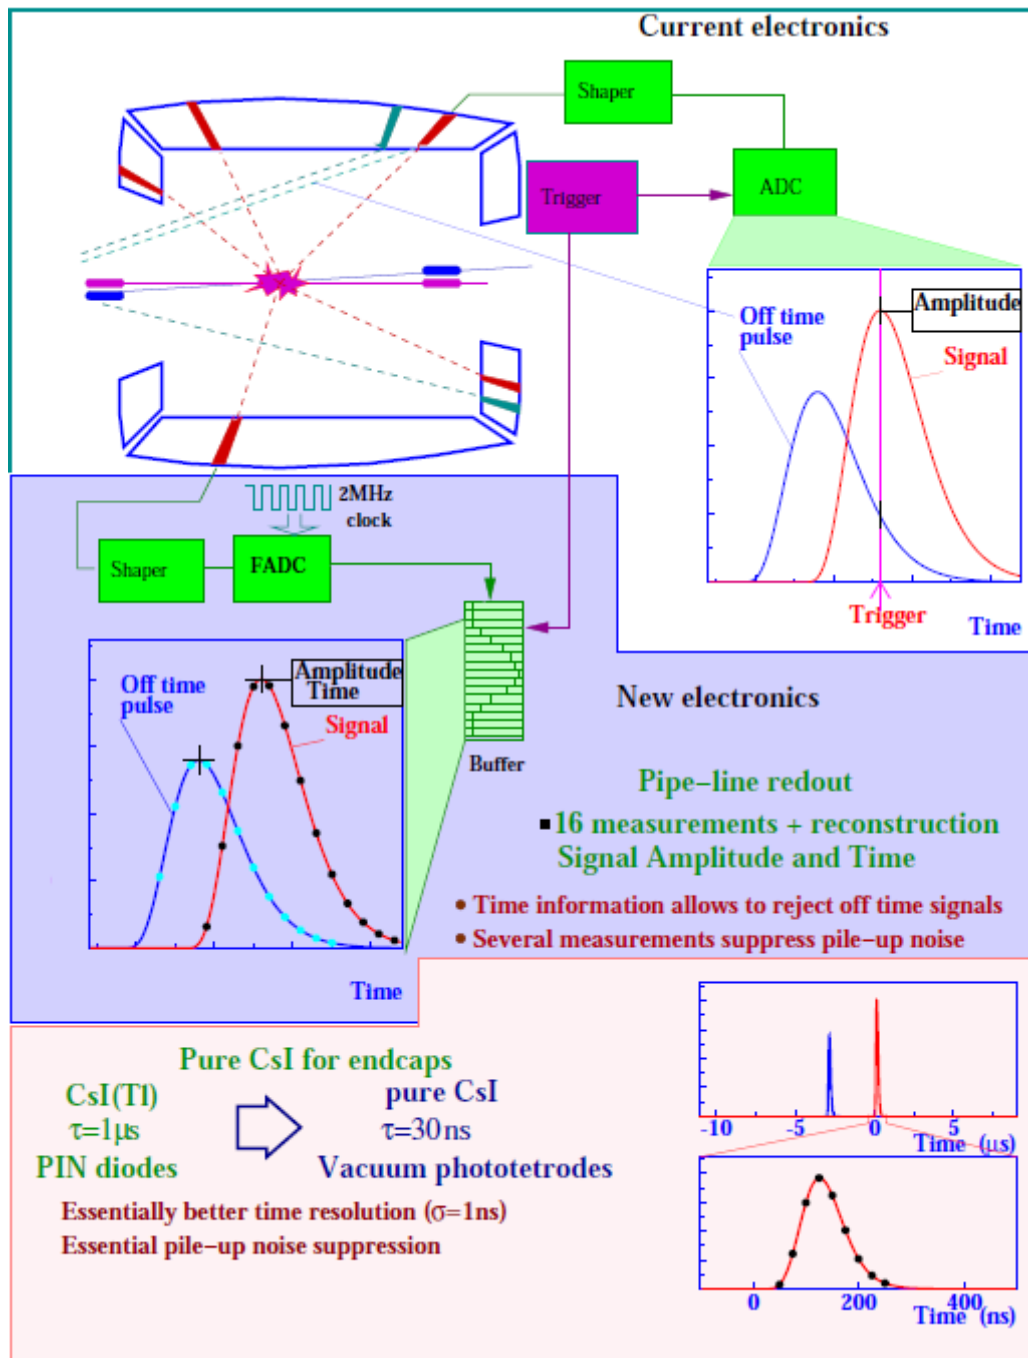 Current electronics
Shaper
Trigger
ADC
Amplitude
Off time
pulse
Signal
Trigger
Time
2MHz
clock
Shaper
FADC
Amplitude
Time
Off time
pulse
Signal
Buffer
Time
New electronics
Pipe-line redout
16 measurements + reconstruction
Signal Amplitude and Time
• Time information allows to reject off time signals
• Several measurements suppress pile-up noise
Pure CsI for endcaps
CsI(Tl)
τ=1μs
PIN diodes
pure CsI
τ=30ns
Vacuum phototetrodes
Essentially better time resolution (σ=1ns)
Essential pile-up noise suppression
-10 -5 0 5
Time (μs)
0 200 400
Time (ns)